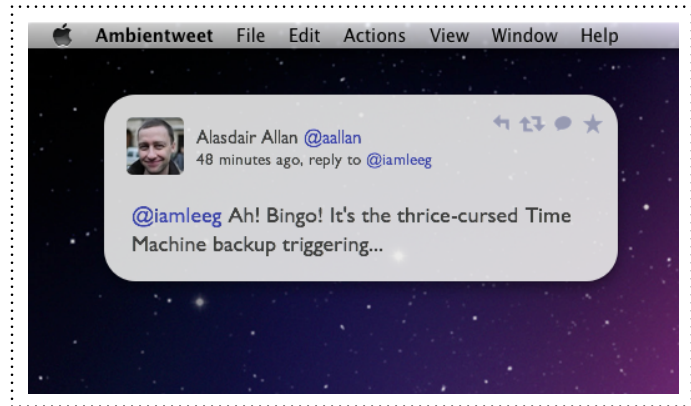 Ambientweet File Edit Actions View Window Help
Alasdair Allan @aallan
48 minutes ago, reply to @iamleeg
@iamleeg Ah! Bingo! It's the thrice-cursed Time
Machine backup triggering...